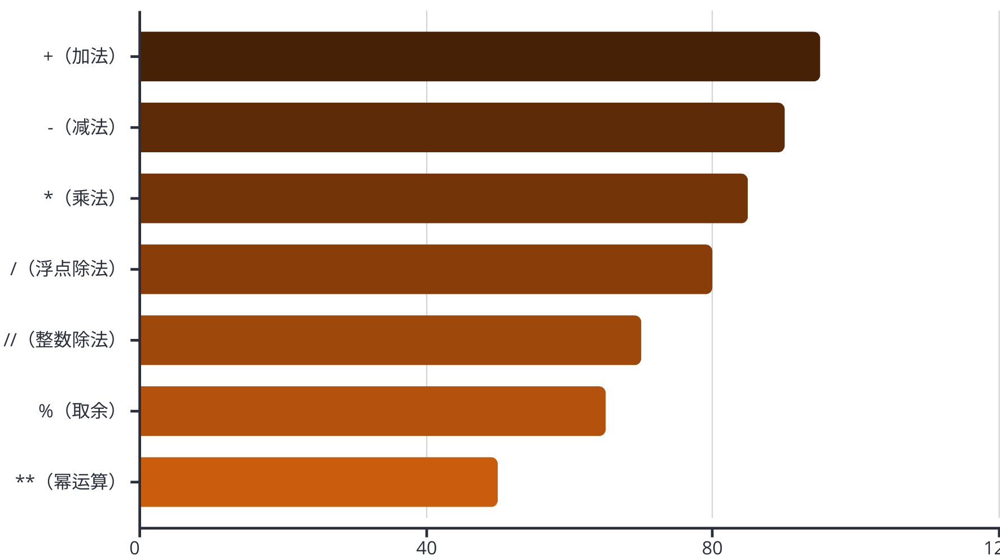 +（加法）
-（减法）
*（乘法）
/（浮点除法）
//（整数除法）
%（取余）
**（幂运算）
0 40 80 12